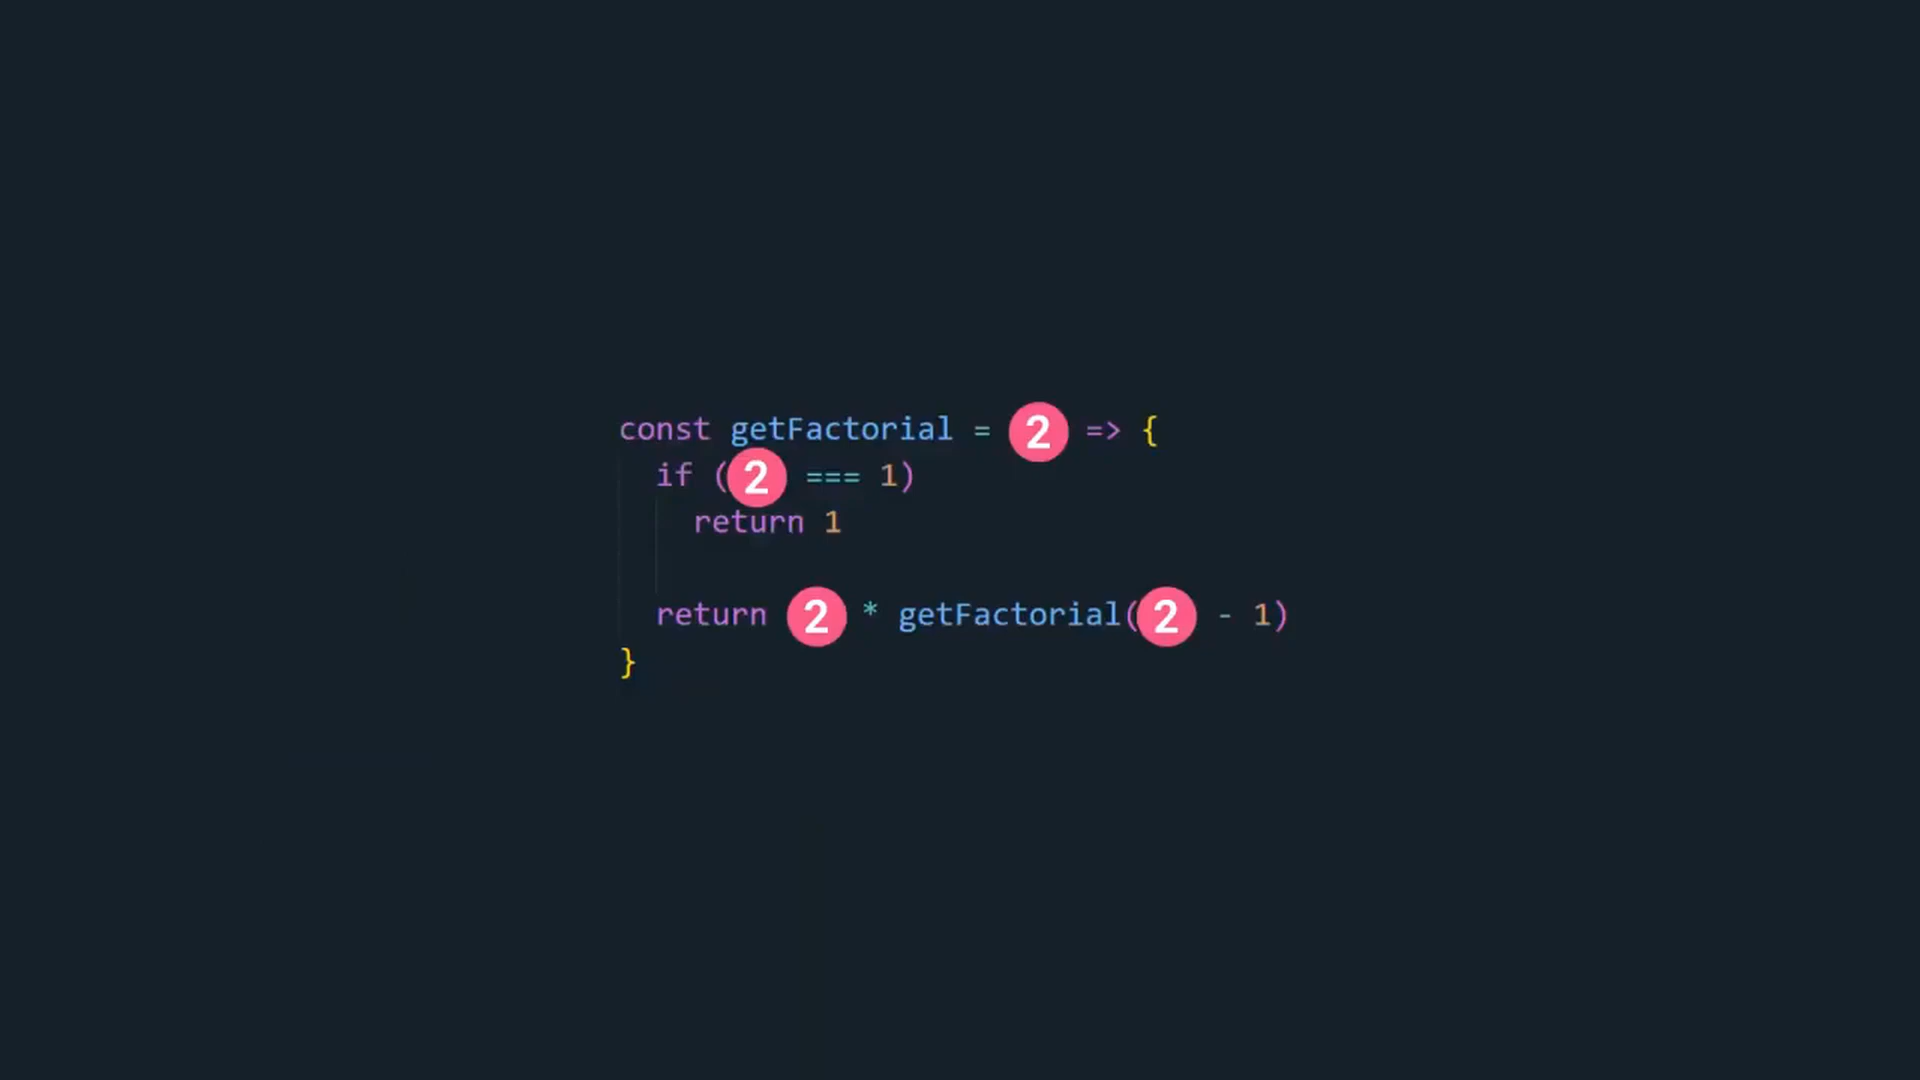 const getFactorial = 2 => {
if (2 === 1)
return 1
return 2 * getFactorial(2 - 1)
}